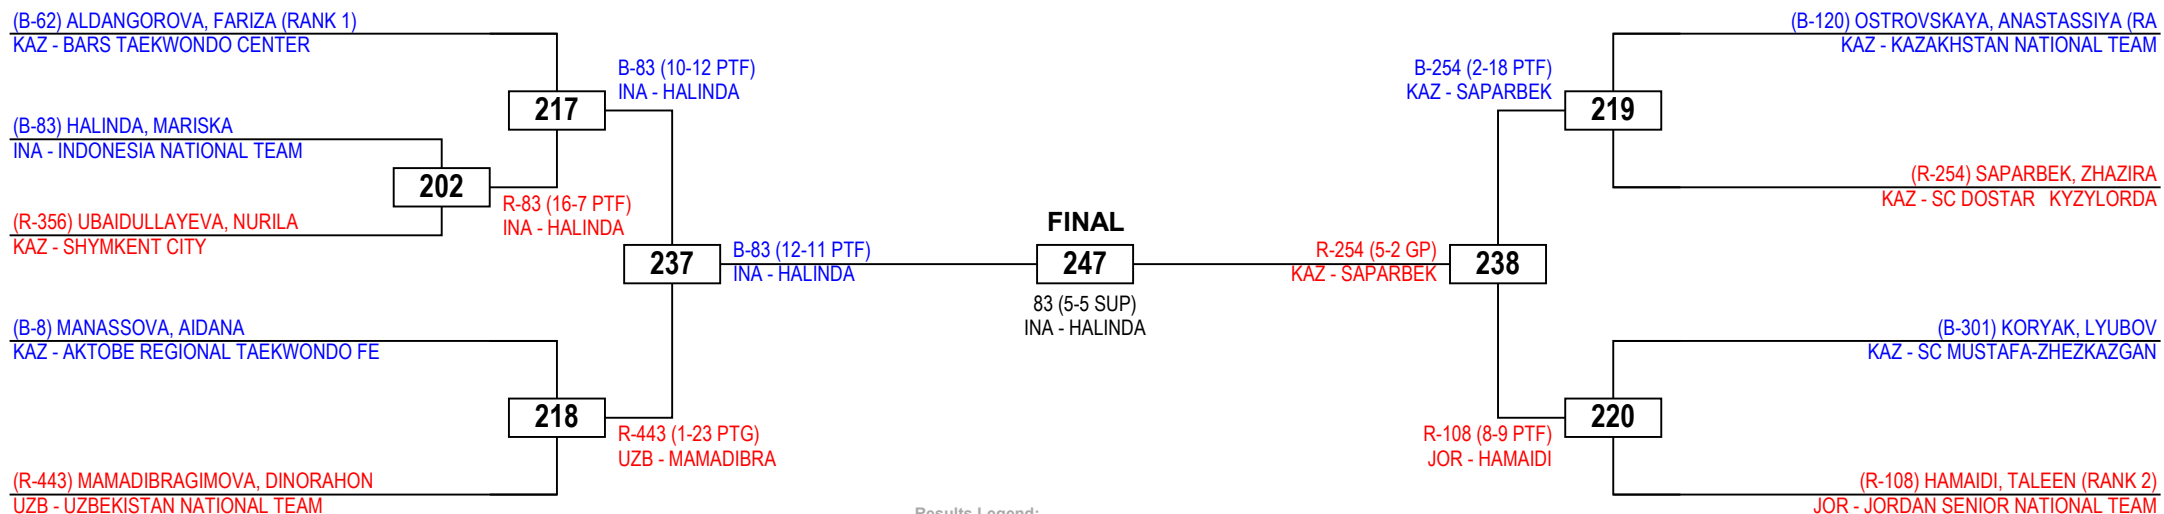 (B-62) ALDANGOROVA, FARIZA (RANK 1)
KAZ - BARS TAEKWONDO CENTER
B-83 (10-12 PTF)
INA - HALINDA
217
(B-83) HALINDA, MARISKA
INA - INDONESIA NATIONAL TEAM
202
R-83 (16-7 PTF)
INA - HALINDA
(R-356) UBAIDULLAYEVA, NURILA
KAZ - SHYMKENT CITY
237
B-83 (12-11 PTF)
INA - HALINDA
(B-8) MANASSOVA, AIDANA
KAZ - AKTOBE REGIONAL TAEKWONDO FE
218
R-443 (1-23 PTG)
UZB - MAMADIBRA
(R-443) MAMADIBRAGIMOVA, DINORAHON
UZB - UZBEKISTAN NATIONAL TEAM
FINAL
247
83 (5-5 SUP)
INA - HALINDA
Results Legend:
(B-120) OSTROVSKAYA, ANASTASSIYA (RA
KAZ - KAZAKHSTAN NATIONAL TEAM
B-254 (2-18 PTF)
KAZ - SAPARBEK
219
(R-254) SAPARBEK, ZHAZIRA
KAZ - SC DOSTAR KYZYLORDA
R-254 (5-2 GP)
KAZ - SAPARBEK
238
(B-301) KORYAK, LYUBOV
KAZ - SC MUSTAFA-ZHEZKAZGAN
220
R-108 (8-9 PTF)
JOR - HAMAIDI
(R-108) HAMAIDI, TALEEN (RANK 2)
JOR - JORDAN SENIOR NATIONAL TEAM